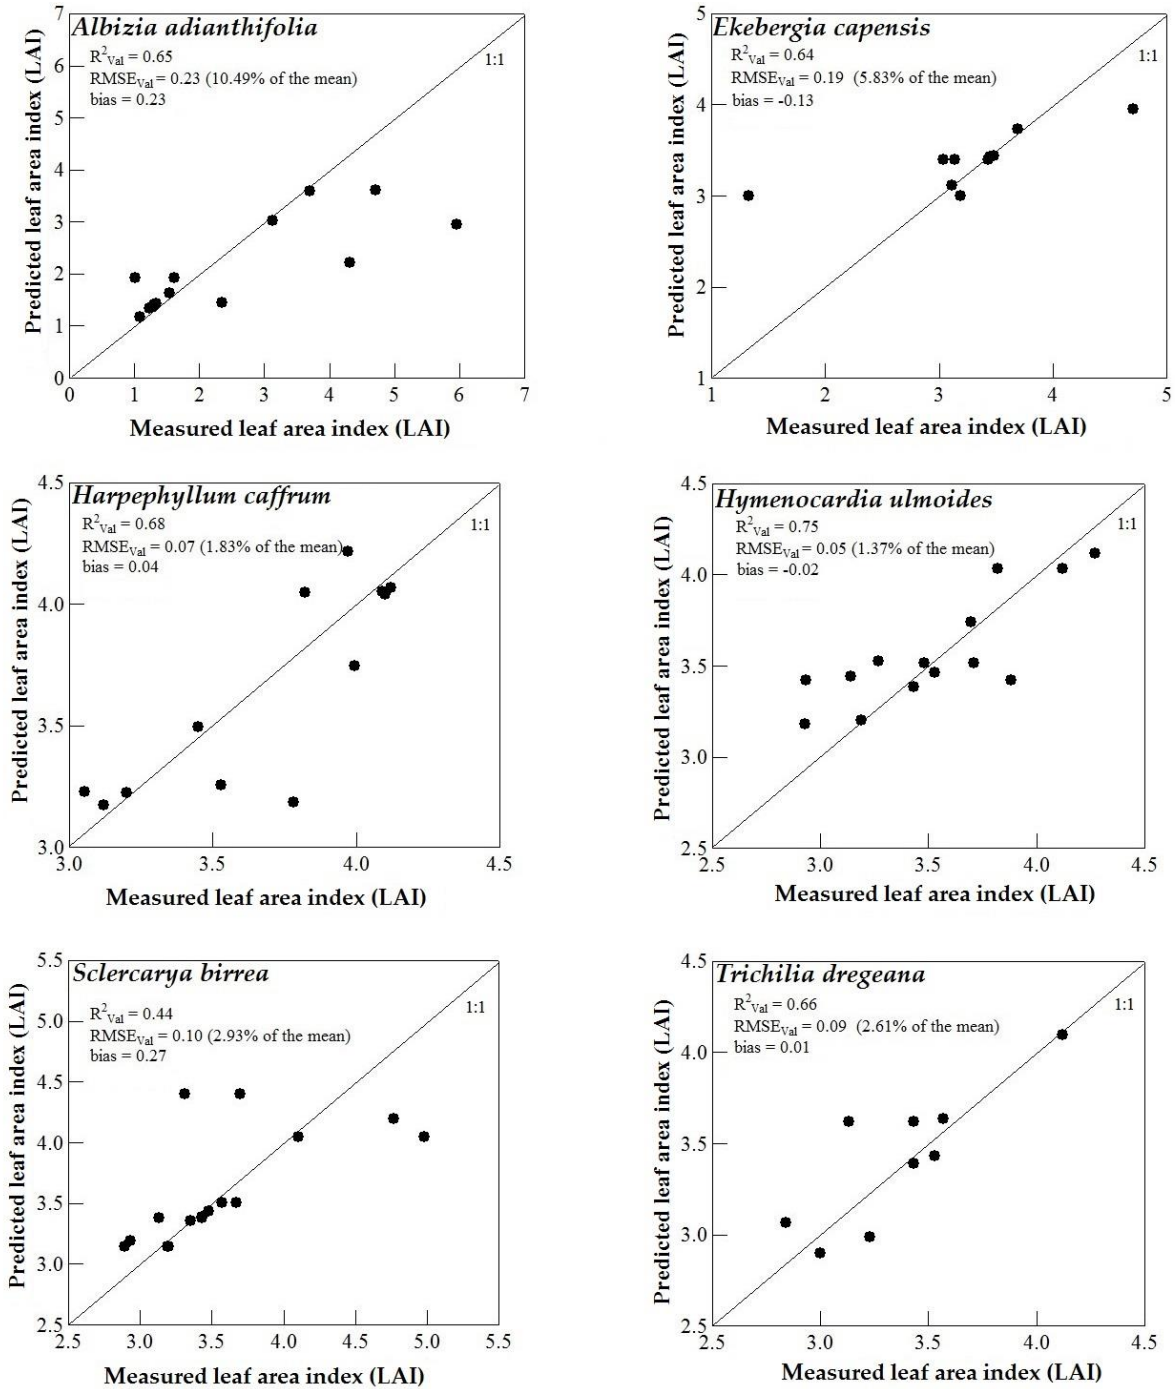 Albizia adianthifolia
R²Val = 0.65
RMSEVal = 0.23 (10.49% of the mean)
bias = 0.23
1:1
Predicted leaf area index (LAI)
7
6
5
4
3
2
1
0
0 1 2 3 4 5 6 7
Measured leaf area index (LAI)
Ekebergia capensis
R²Val = 0.64
RMSEVal = 0.19 (5.83% of the mean)
bias = -0.13
1:1
Predicted leaf area index (LAI)
5
4
3
2
1
1 2 3 4 5
Measured leaf area index (LAI)
Harpephyllum caffrum
R²Val = 0.68
RMSEVal = 0.07 (1.83% of the mean)
bias = 0.04
1:1
Predicted leaf area index (LAI)
4.5
4.0
3.5
3.0
3.0 3.5 4.0 4.5
Measured leaf area index (LAI)
Hymenocardia ulmoides
R²Val = 0.75
RMSEVal = 0.05 (1.37% of the mean)
bias = -0.02
1:1
Predicted leaf area index (LAI)
4.5
4.0
3.5
3.0
2.5
2.5 3.0 3.5 4.0 4.5
Measured leaf area index (LAI)
Sclercarya birrea
R²Val = 0.44
RMSEVal = 0.10 (2.93% of the mean)
bias = 0.27
1:1
Predicted leaf area index (LAI)
5.5
5.0
4.5
4.0
3.5
3.0
2.5
2.5 3.0 3.5 4.0 4.5 5.0 5.5
Measured leaf area index (LAI)
Trichilia dregeana
R²Val = 0.66
RMSEVal = 0.09 (2.61% of the mean)
bias = 0.01
1:1
Predicted leaf area index (LAI)
4.5
4.0
3.5
3.0
2.5
2.5 3.0 3.5 4.0 4.5
Measured leaf area index (LAI)